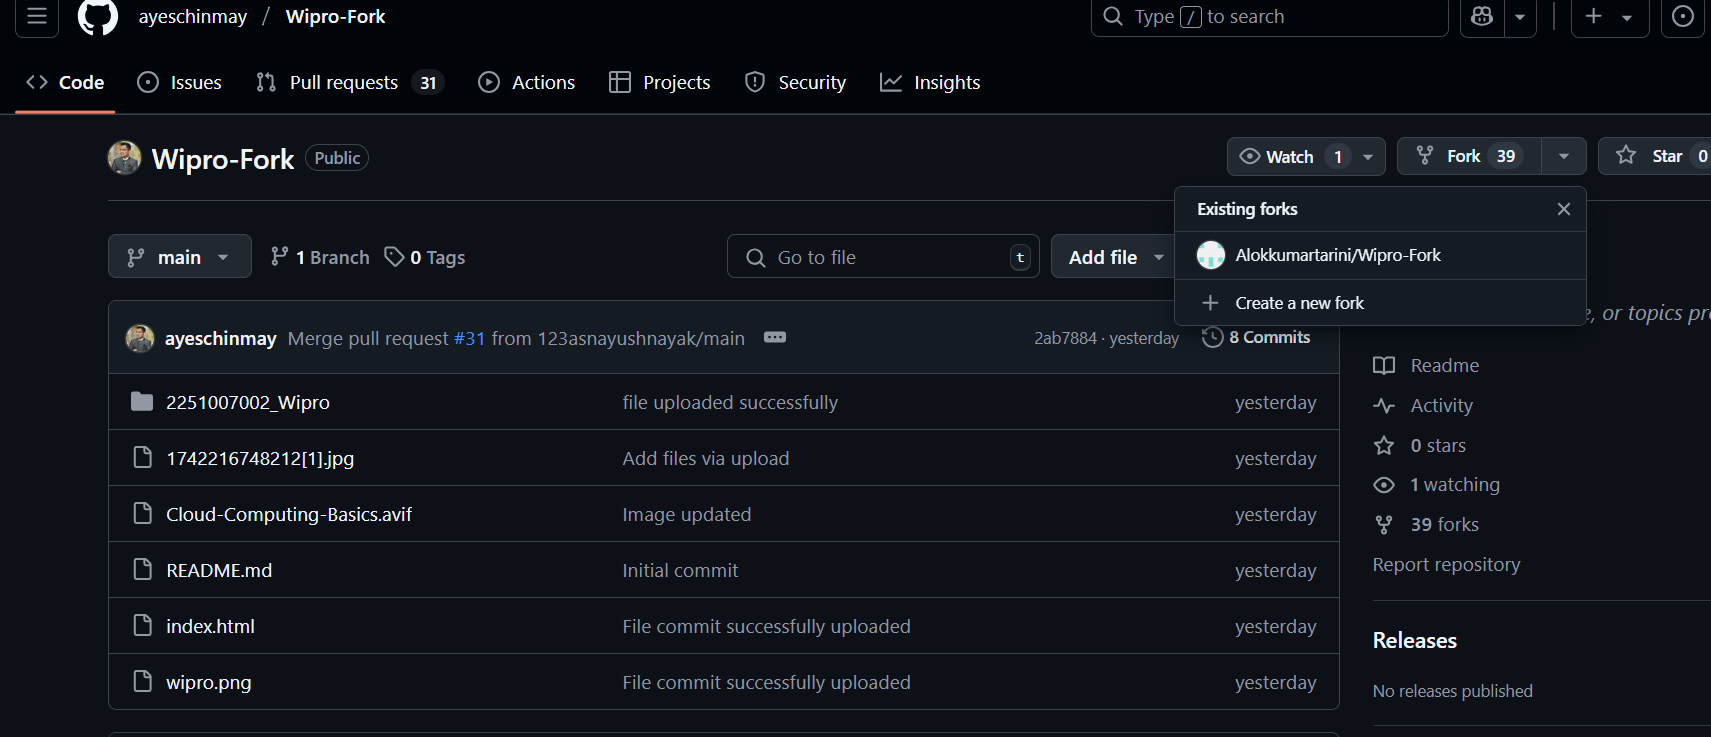 ayeschinmay / Wipro-Fork
Type / to search
Code
Issues
Pull requests 31
Actions
Projects
Security
Insights
Wipro-Fork Public
Watch 1
Fork 39
Star 0
Existing forks
Alokkumartarini/Wipro-Fork
Create a new fork
main
1 Branch
0 Tags
Go to file t
Add file
ayeschinmay Merge pull request #31 from 123asnayushnayak/main
2ab7884 · yesterday
8 Commits
2251007002_Wipro file uploaded successfully yesterday
1742216748212[1].jpg Add files via upload yesterday
Cloud-Computing-Basics.avif Image updated yesterday
README.md Initial commit yesterday
index.html File commit successfully uploaded yesterday
wipro.png File commit successfully uploaded yesterday
, or topics
Readme
Activity
0 stars
1 watching
39 forks
Report repository
Releases
No releases published